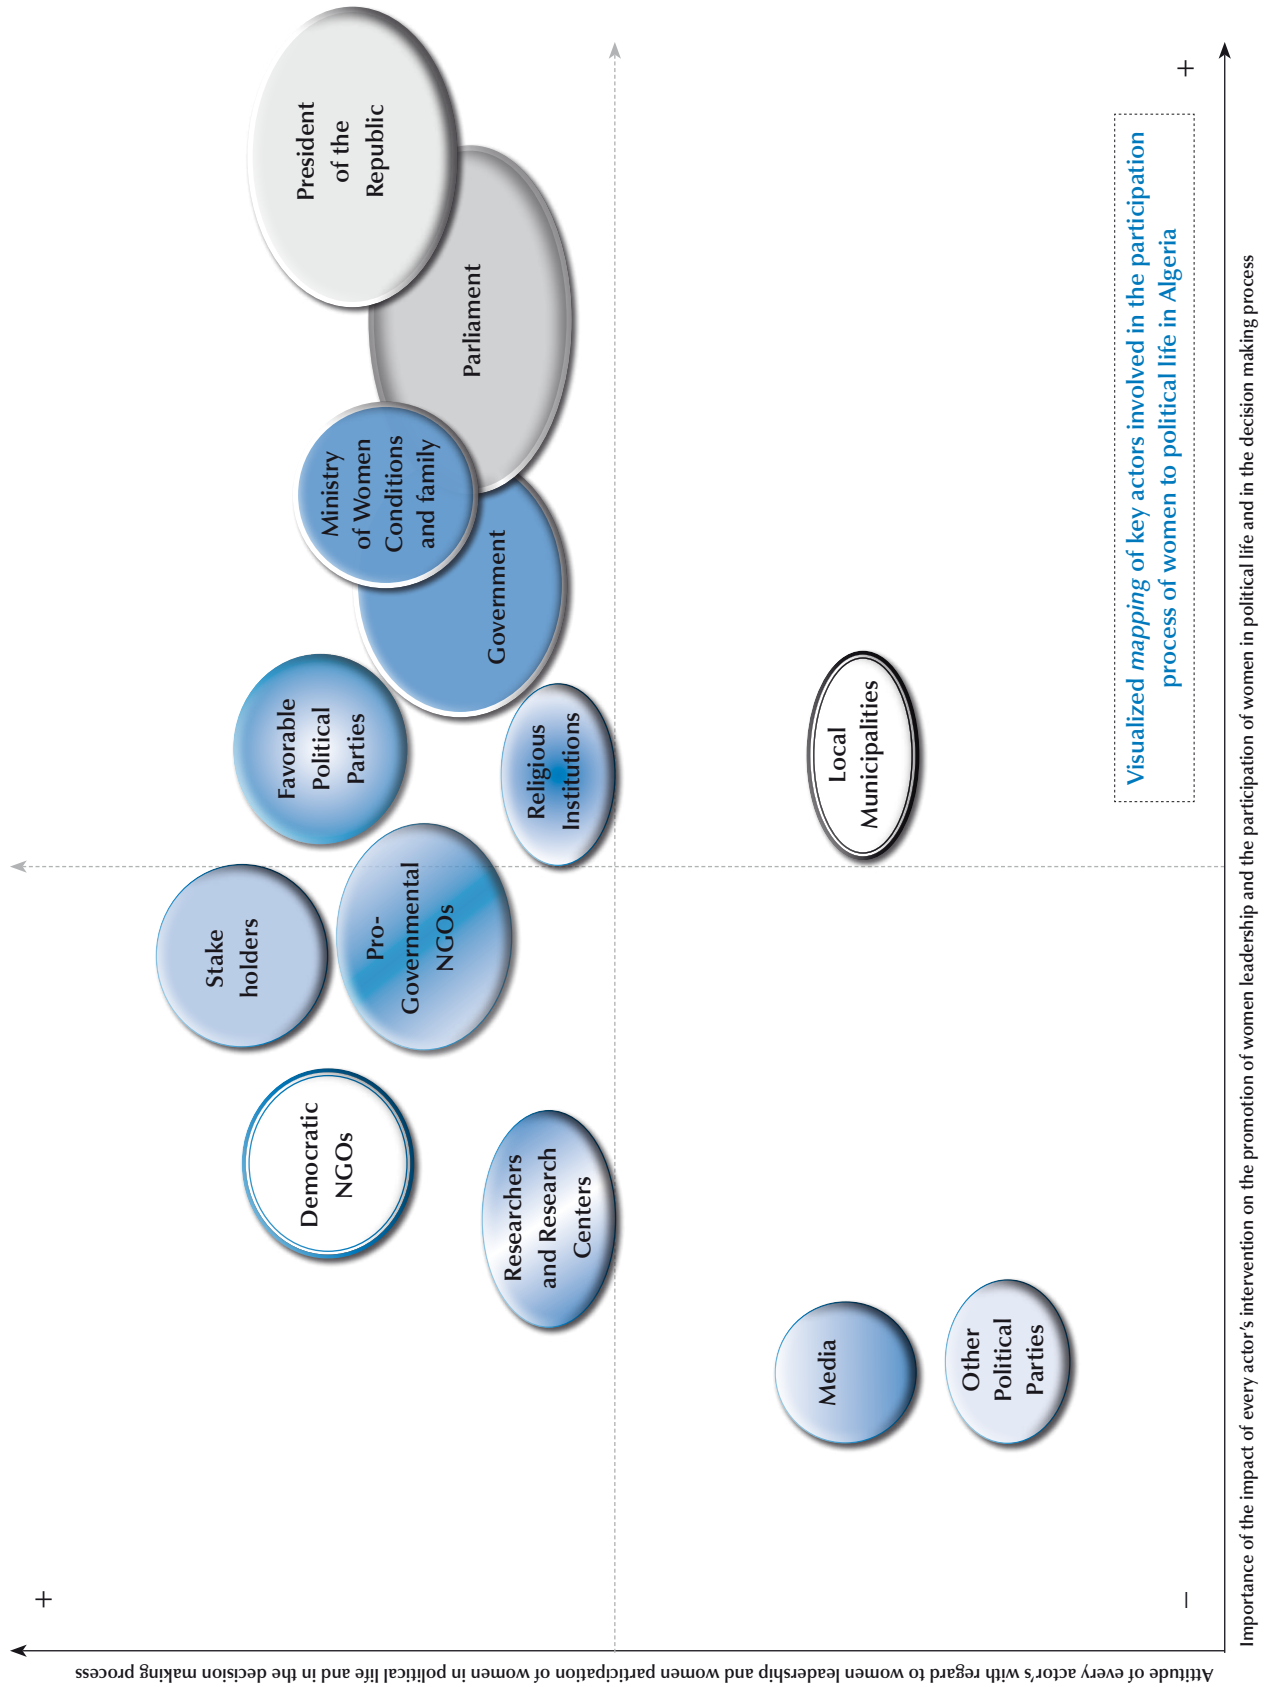 Attitude of every actor's with regard to women leadership and women participation of women in political life and in the decision making process
+
Stake
holders
Democratic
NGOs
Pro-
Governmental
NGOs
Favorable
Political
Parties
President
of the
Republic
Ministry
of Women
Conditions
and family
Parliament
Government
Researchers
and Research
Centers
Religious
Institutions
Media
Other
Political
Parties
Local
Municipalities
Visualized mapping of key actors involved in the participation
process of women to political life in Algeria
–
+
Importance of the impact of every actor's intervention on the promotion of women leadership and the participation of women in political life and in the decision making process